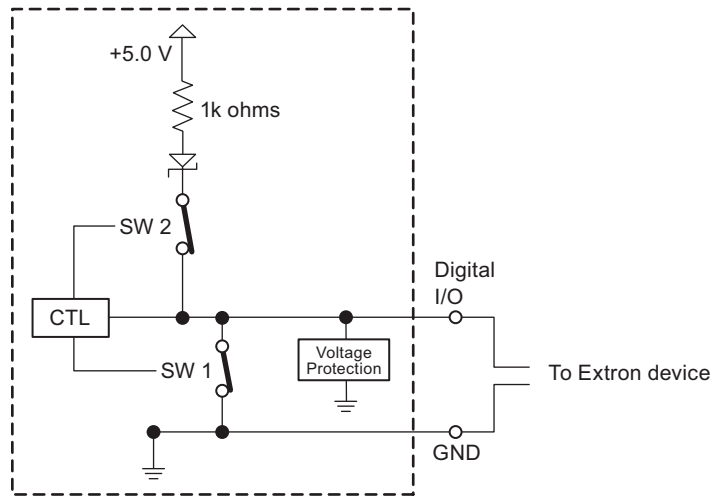 +5.0 V
1k ohms
SW 2
Digital
I/O
CTL
Voltage
Protection
SW 1
To Extron device
GND